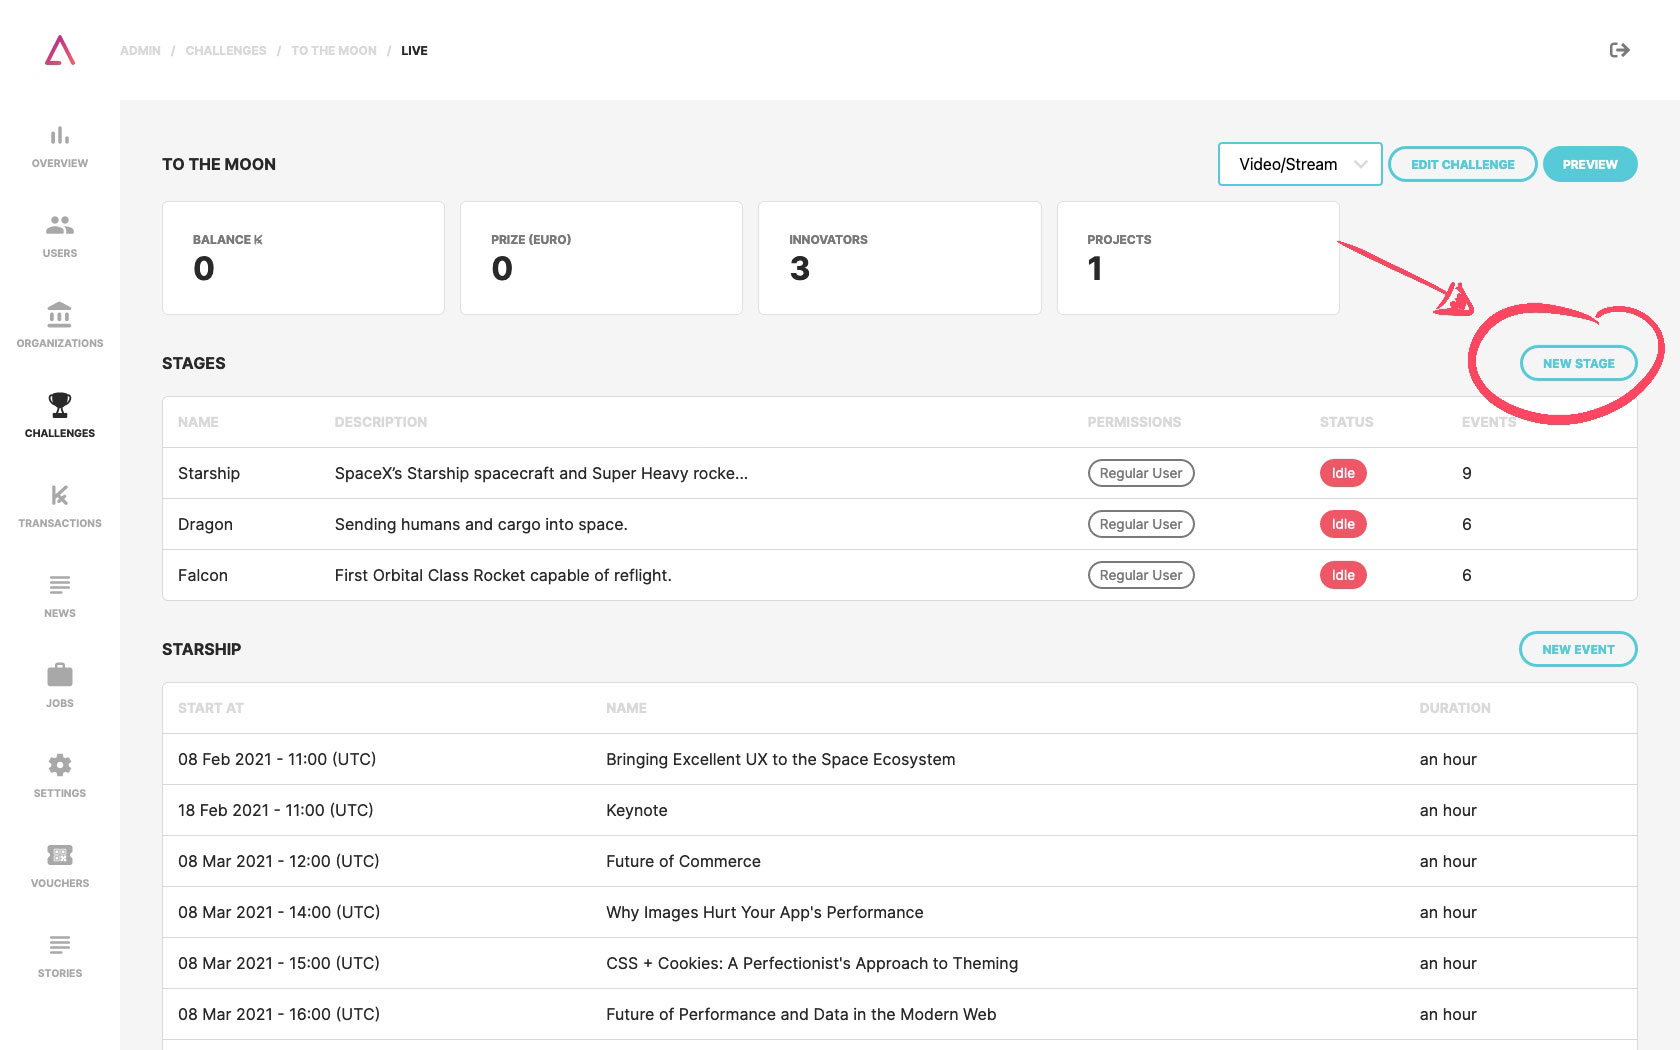 ADMIN / CHALLENGES / TO THE MOON / LIVE
OVERVIEW
USERS
ORGANIZATIONS
CHALLENGES
TRANSACTIONS
NEWS
JOBS
SETTINGS
VOUCHERS
STORIES
TO THE MOON
Video/Stream
EDIT CHALLENGE
PREVIEW
BALANCE K
0
PRIZE (EURO)
0
INNOVATORS
3
PROJECTS
1
STAGES
NEW STAGE
NAME DESCRIPTION PERMISSIONS STATUS EVENTS
Starship SpaceX’s Starship spacecraft and Super Heavy rocke... Regular User Idle 9
Dragon Sending humans and cargo into space. Regular User Idle 6
Falcon First Orbital Class Rocket capable of reflight. Regular User Idle 6
STARSHIP
NEW EVENT
START AT NAME DURATION
08 Feb 2021 - 11:00 (UTC) Bringing Excellent UX to the Space Ecosystem an hour
18 Feb 2021 - 11:00 (UTC) Keynote an hour
08 Mar 2021 - 12:00 (UTC) Future of Commerce an hour
08 Mar 2021 - 14:00 (UTC) Why Images Hurt Your App's Performance an hour
08 Mar 2021 - 15:00 (UTC) CSS + Cookies: A Perfectionist's Approach to Theming an hour
08 Mar 2021 - 16:00 (UTC) Future of Performance and Data in the Modern Web an hour